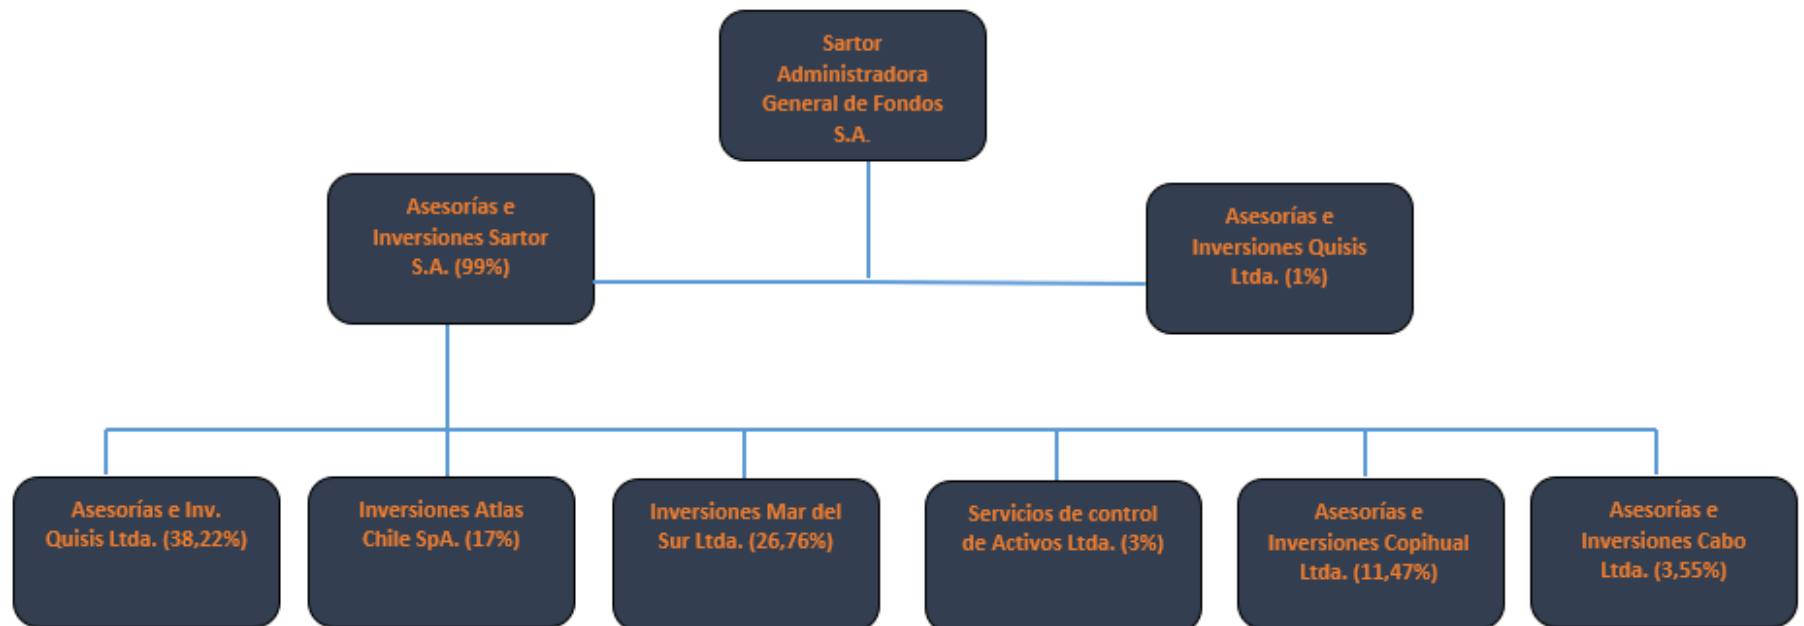 Sartor
Administradora
General de Fondos
S.A.
Asesorías e
Inversiones Sartor
S.A. (99%)
Asesorías e
Inversiones Quisis
Ltda. (1%)
Asesorías e Inv.
Quisis Ltda. (38,22%)
Inversiones Atlas
Chile SpA. (17%)
Inversiones Mar del
Sur Ltda. (26,76%)
Servicios de control
de Activos Ltda. (3%)
Asesorías e
Inversiones Copihual
Ltda. (11,47%)
Asesorías e
Inversiones Cabo
Ltda. (3,55%)